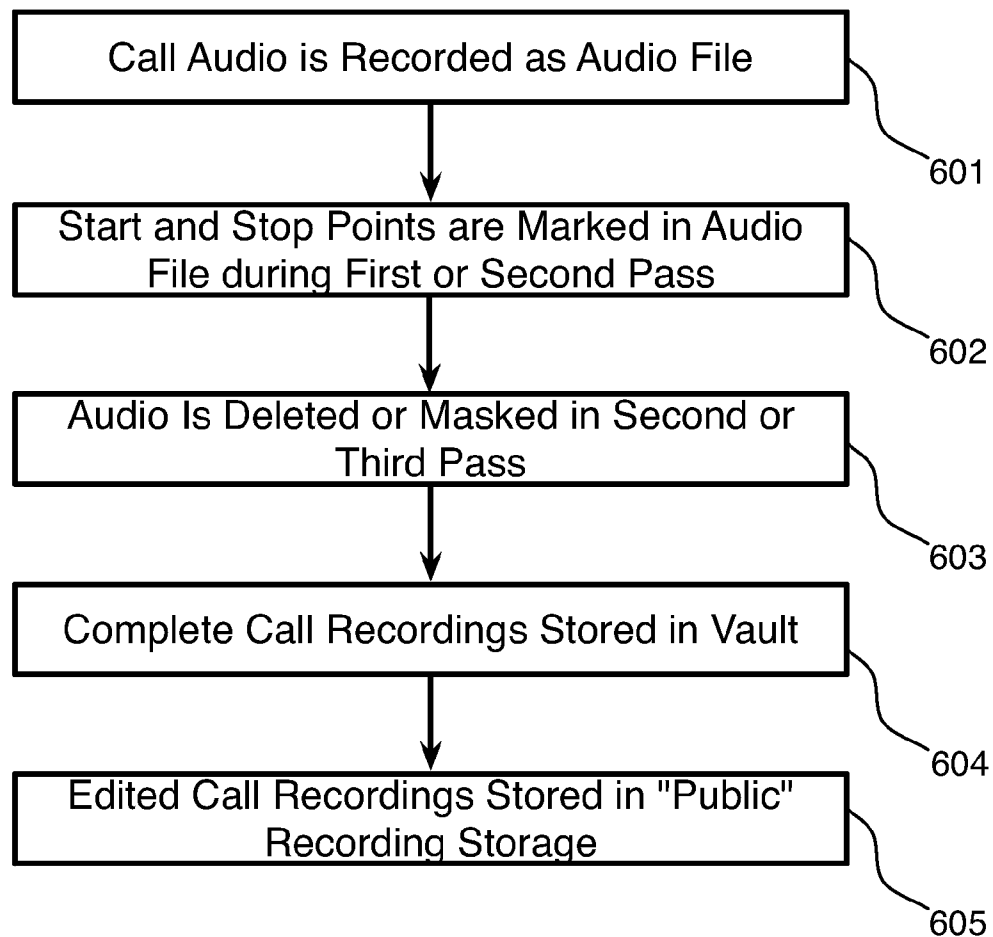 Call Audio is Recorded as Audio File
601
Start and Stop Points are Marked in Audio
File during First or Second Pass
602
Audio Is Deleted or Masked in Second or
Third Pass
603
Complete Call Recordings Stored in Vault
604
Edited Call Recordings Stored in "Public"
Recording Storage
605